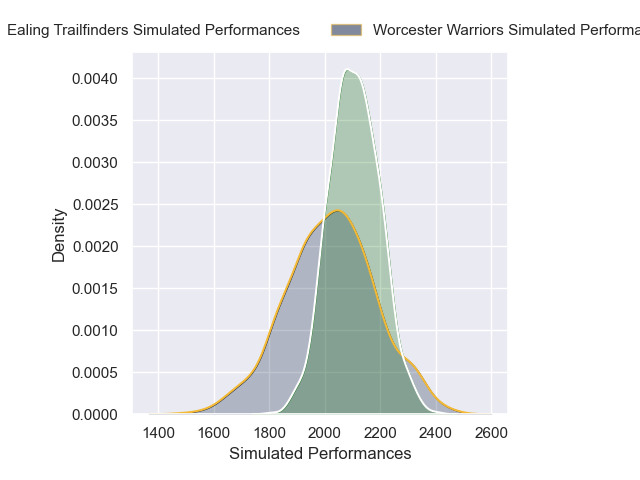 Ealing Trailfinders Simulated Performances
Worcester Warriors Simulated Performa
0.0040
0.0035
0.0030
0.0025
0.0020
0.0015
0.0010
0.0005
0.0000
Density
1400 1600 1800 2000 2200 2400 2600
Simulated Performances